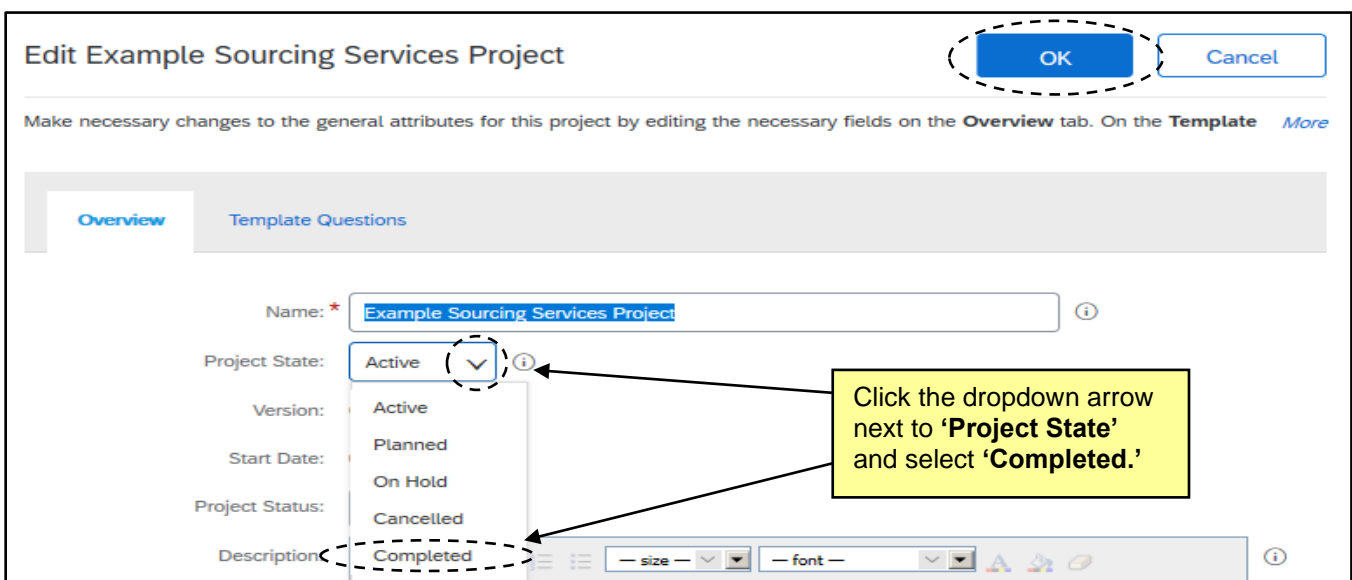 Edit Example Sourcing Services Project
OK
Cancel
Make necessary changes to the general attributes for this project by editing the necessary fields on the Overview tab. On the Template More
Overview
Template Questions
Name: *
Example Sourcing Services Project
Project State:
Active
Version:
Active
Start Date:
Planned
On Hold
Project Status:
Cancelled
Description:
Completed
— size —
— font —
A
Click the dropdown arrow
next to ‘Project State’
and select ‘Completed.’